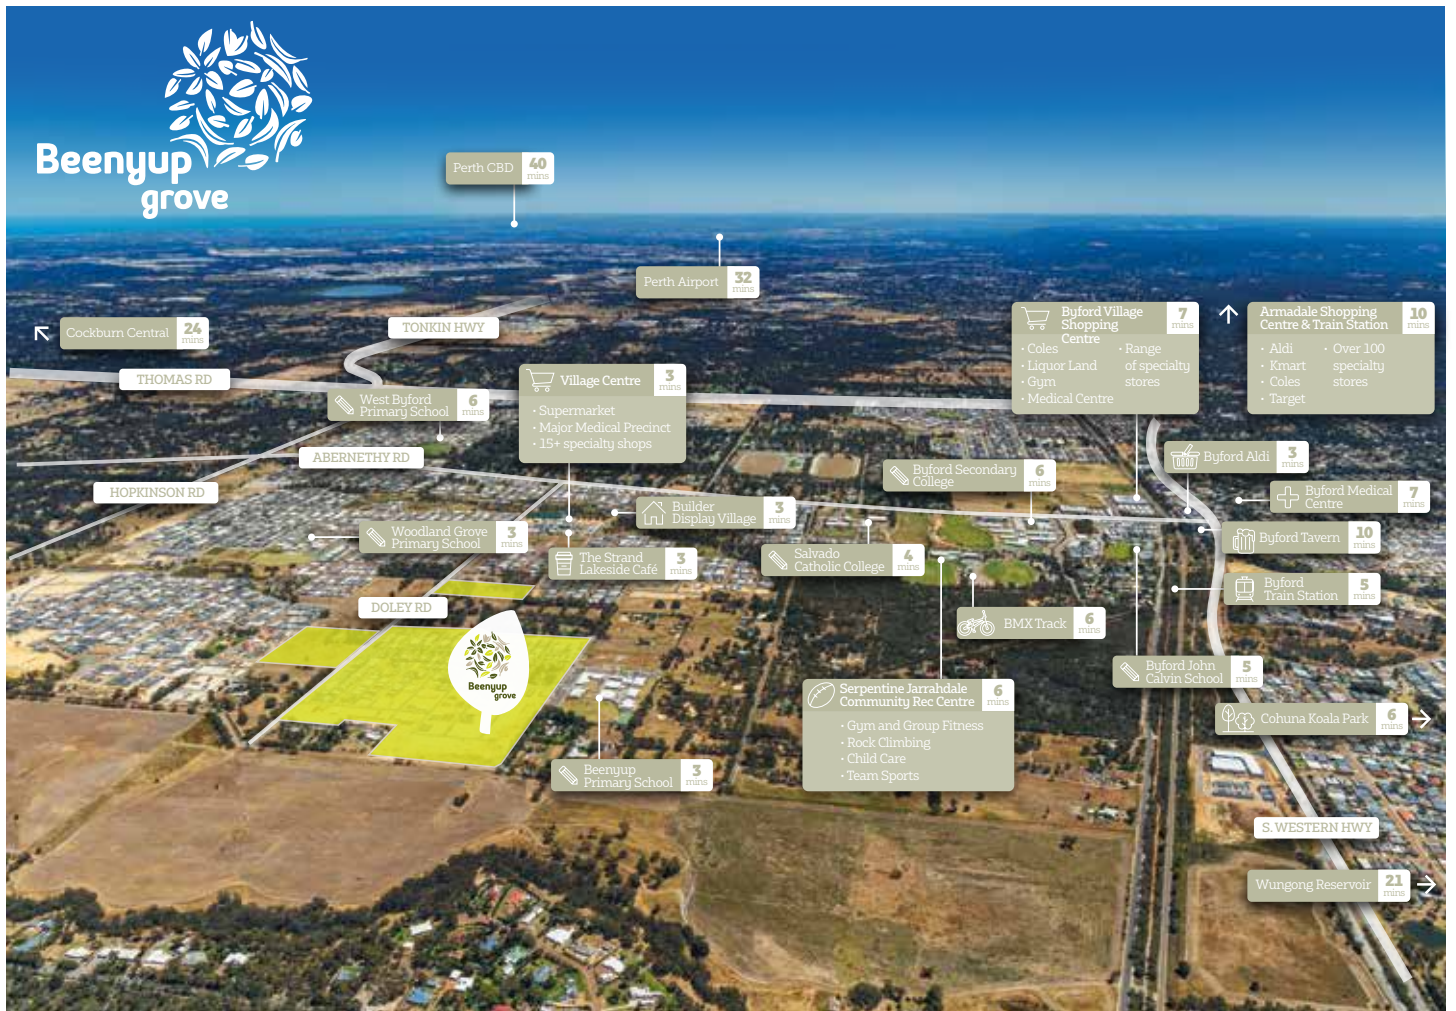 Beenyup
grove
Perth CBD
40
mins
Perth Airport
32
mins
Cockburn Central
24
mins
TONKIN HWY
THOMAS RD
West Byford
Primary School
6
mins
Village Centre
3
mins
· Supermarket
· Major Medical Precinct
· 15+ specialty shops
Byford Village
Shopping
Centre
7
mins
· Coles
· Liquor Land
· Gym
· Medical Centre
· Range
of specialty
stores
Armadale Shopping
Centre & Train Station
10
mins
· Aldi
· Kmart
· Coles
· Target
· Over 100
specialty
stores
ABERNETHY RD
HOPKINSON RD
Byford Secondary
College
6
mins
Byford Aldi
3
mins
Byford Medical
Centre
7
mins
Builder
Display Village
3
mins
Woodland Grove
Primary School
3
mins
The Strand
Lakeside Café
3
mins
Salvado
Catholic College
4
mins
Byford Tavern
10
mins
Byford
Train Station
5
mins
DOLEY RD
BMX Track
6
mins
Beenyup
grove
Byford John
Calvin School
5
mins
Serpentine Jarrahdale
Community Rec Centre
6
mins
· Gym and Group Fitness
· Rock Climbing
· Child Care
· Team Sports
Cohuna Koala Park
6
mins
Beenyup
Primary School
3
mins
S. WESTERN HWY
Wungong Reservoir
21
mins